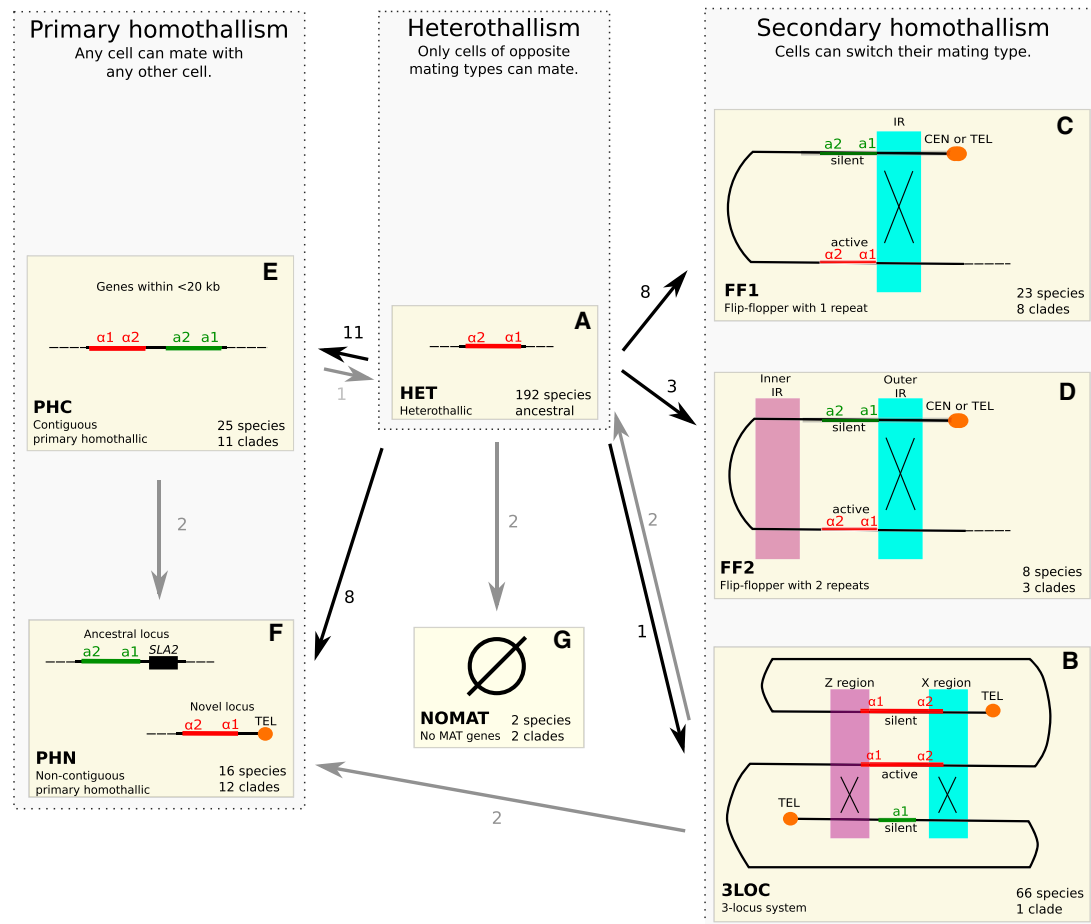 Primary homothallism
Any cell can mate with
any other cell.
E
Genes within <20 kb
α1 α2
a2 a1
PHC
Contiguous
primary homothallic
25 species
11 clades
2
F
Ancestral locus
a2 a1
SLA2
Novel locus
α2 α1
TEL
PHN
Non-contiguous
primary homothallic
16 species
12 clades
Heterothallism
Only cells of opposite
mating types can mate.
11
1
A
α2 α1
HET
Heterothallic
192 species
ancestral
8
3
8
2
2
1
2
G
NOMAT
No MAT genes
2 species
2 clades
Secondary homothallism
Cells can switch their mating type.
C
IR
a2 a1
CEN or TEL
silent
active
α2 α1
FF1
Flip-flopper with 1 repeat
23 species
8 clades
D
Inner
IR
Outer
IR
a2 a1
CEN or TEL
silent
active
α2 α1
FF2
Flip-flopper with 2 repeats
8 species
3 clades
B
Z region
X region
α1 α2
TEL
silent
α1 α2
active
TEL
a1
silent
3LOC
3-locus system
66 species
1 clade